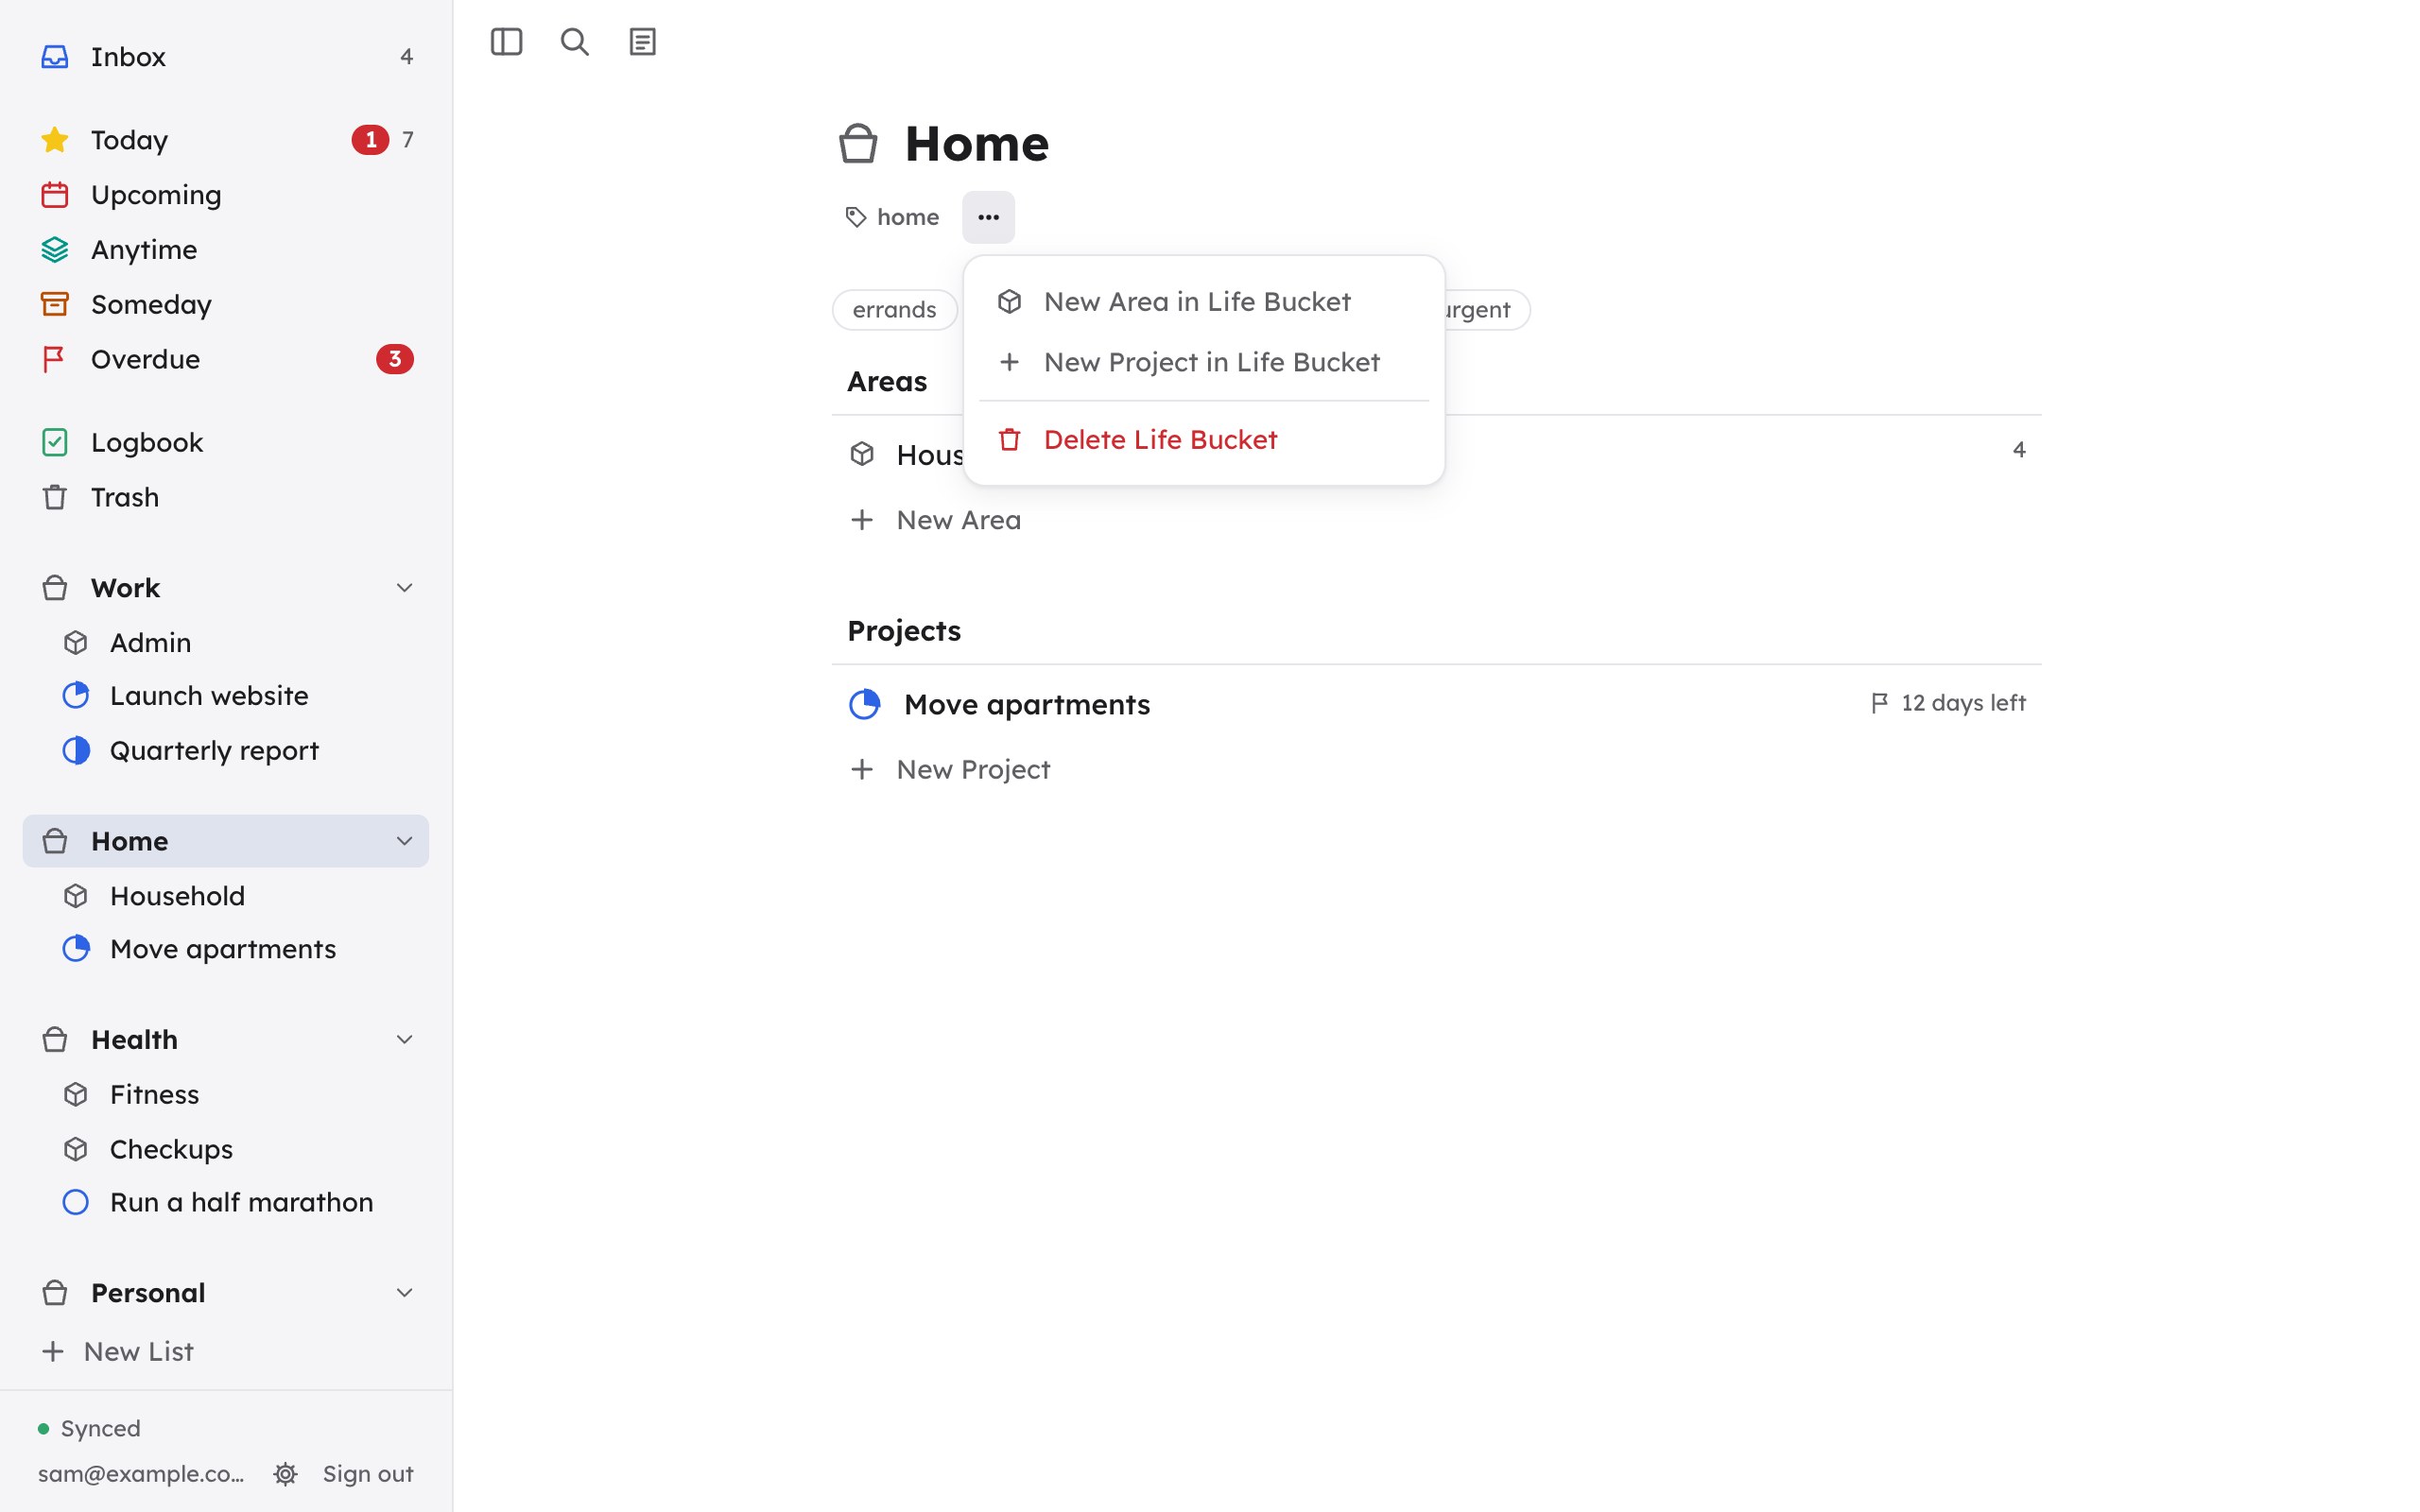 Inbox 4
Today 1 7
Upcoming
Anytime
Someday
Overdue 3
Logbook
Trash
Work
Admin
Launch website
Quarterly report
Home
Household
Move apartments
Health
Fitness
Checkups
Run a half marathon
Personal
New List
Synced
sam@example.co… Sign out
Home
home
errands
New Area in Life Bucket
New Project in Life Bucket
Delete Life Bucket
Areas
4
New Area
Projects
Move apartments 12 days left
New Project